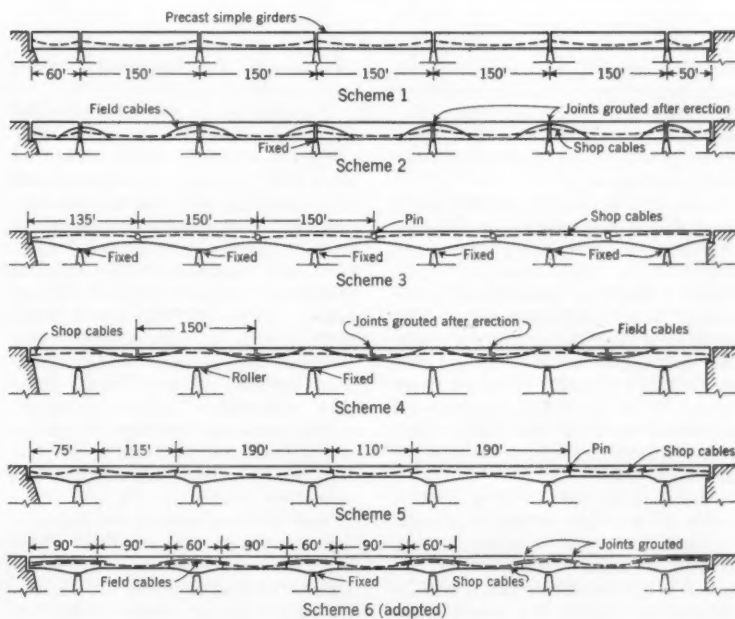 Precast simple girders
60' 150' 150' 150' 150' 150' 50'
Scheme 1
Field cables Joints grouted after erection
Fixed Shop cables
Scheme 2
135' 150' 150' Pin Shop cables
Fixed Fixed Fixed Fixed Fixed
Scheme 3
Shop cables 150' Joints grouted after erection Field cables
Roller Fixed
Scheme 4
75' 115' 190' 110' 190' Pin Shop cables
Scheme 5
90' 90' 60' 90' 60' 90' 60' Joints grouted
Field cables Fixed Shop cables
Scheme 6 (adopted)